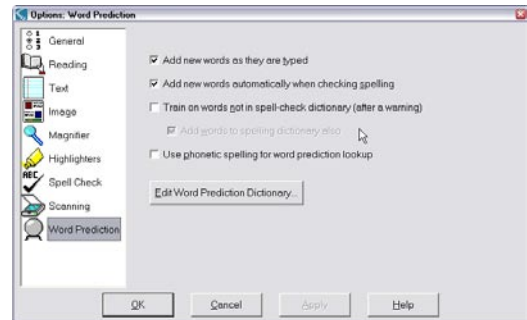 Options: Word Prediction
General
Reading
Text
Image
Magnifier
Highlighters
ABC
Spell Check
Scanning
Word Prediction
Add new words as they are typed
Add new words automatically when checking spelling
Train on words not in spell-check dictionary (after a warning)
Add words to spelling dictionary also
Use phonetic spelling for word prediction lookup
Edit Word Prediction Dictionary...
OK
Cancel
Apply
Help